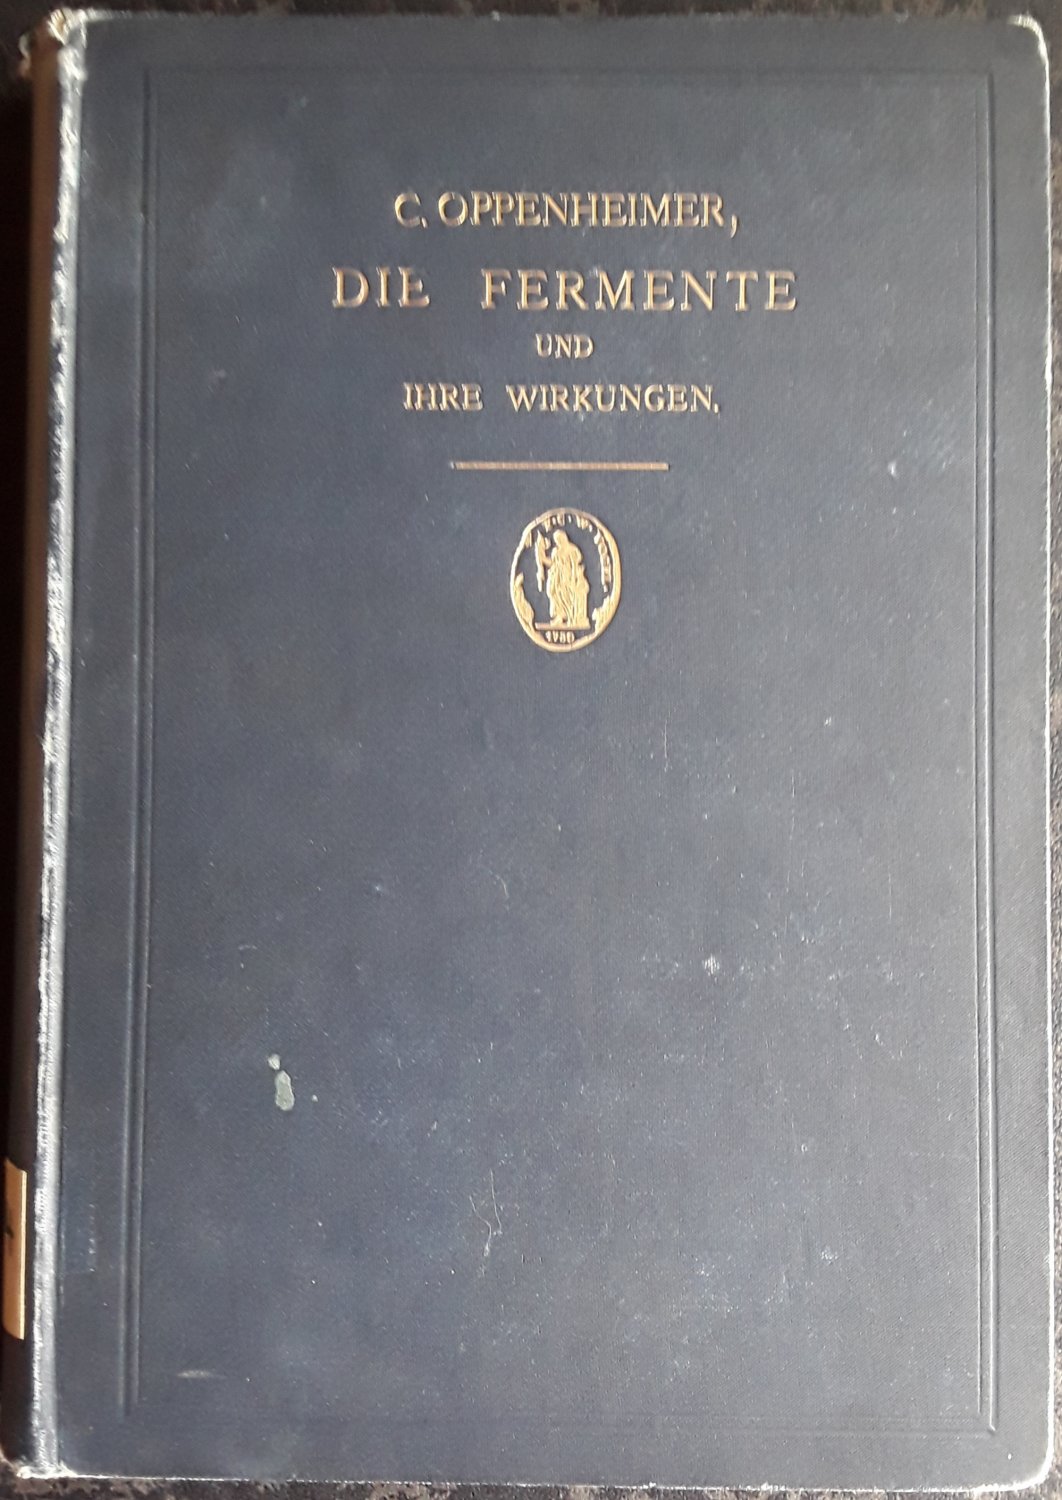 C. OPPENHEIMER,
DIE FERMENTE
UND
IHRE WIRKUNGEN.